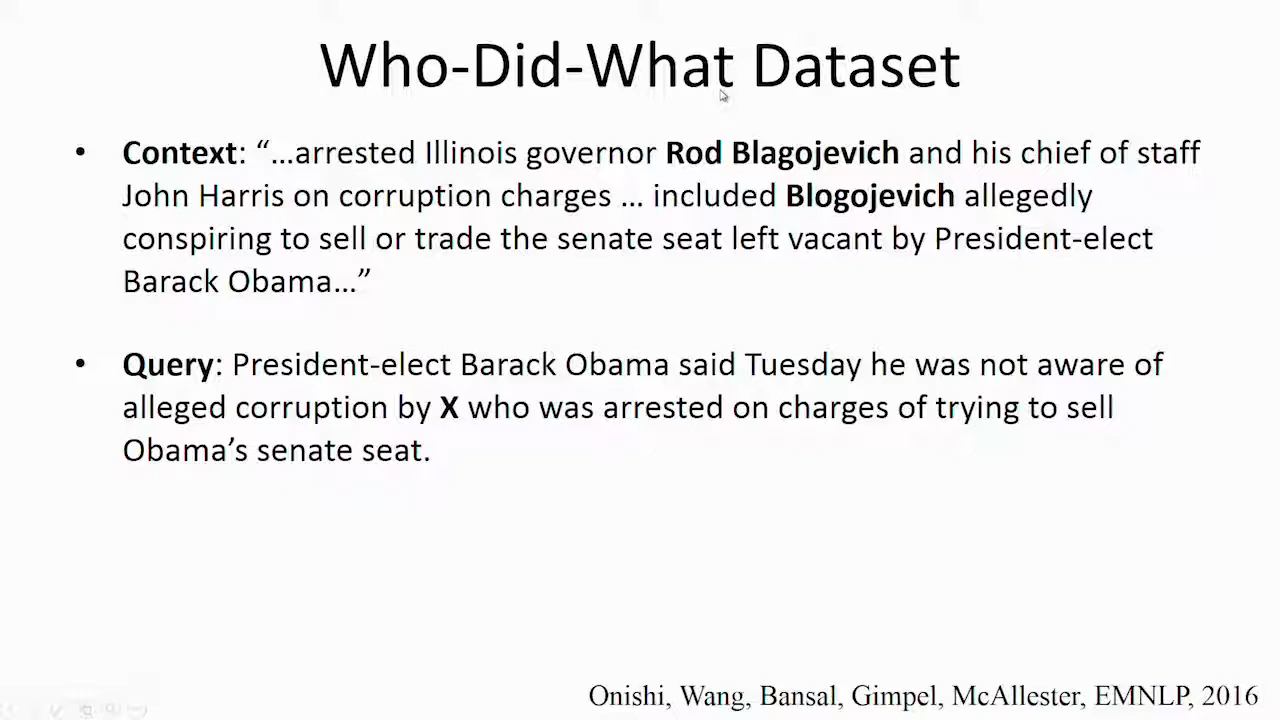 Who-Did-What Dataset
• Context: “…arrested Illinois governor Rod Blagojevich and his chief of staff
John Harris on corruption charges … included Blogojevich allegedly
conspiring to sell or trade the senate seat left vacant by President-elect
Barack Obama…”
• Query: President-elect Barack Obama said Tuesday he was not aware of
alleged corruption by X who was arrested on charges of trying to sell
Obama’s senate seat.
Onishi, Wang, Bansal, Gimpel, McAllester, EMNLP, 2016